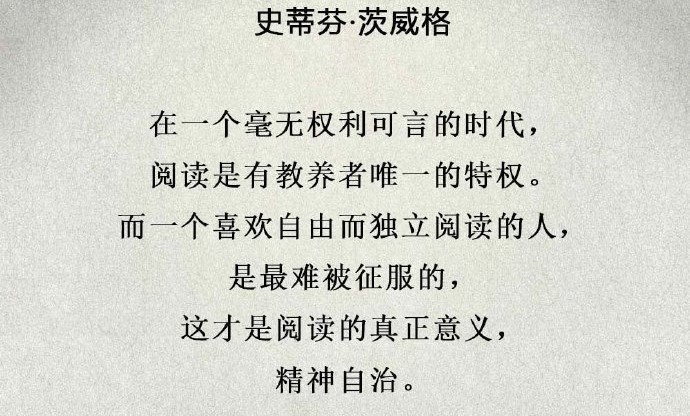 史蒂芬·茨威格
在一个毫无权利可言的时代，
阅读是有教养者唯一的特权。
而一个喜欢自由而独立阅读的人，
是最难被征服的，
这才是阅读的真正意义，
精神自治。